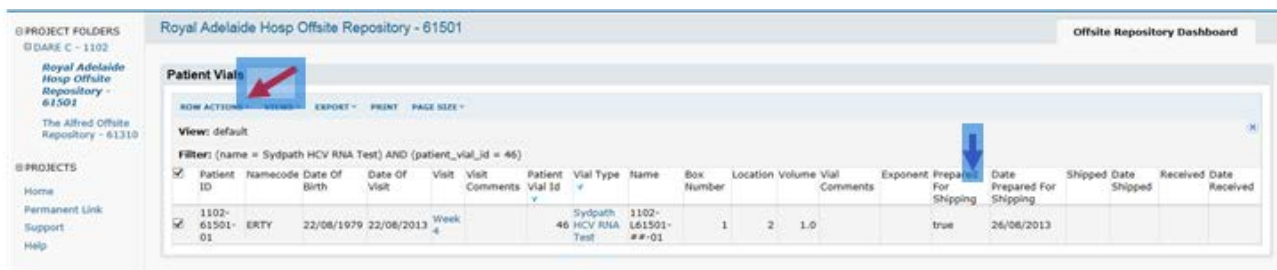 PROJECT FOLDERS
DARE C - 1102
Royal Adelaide
Hosp Offsite
Repository -
61501
The Alfred Offsite
Repository - 61310
PROJECTS
Home
Permanent Link
Support
Help
Royal Adelaide Hosp Offsite Repository - 61501
Offsite Repository Dashboard
Patient Vials
ROW ACTIONS VIEWS EXPORT PRINT PAGE SIZE
View: default
Filter: (name = Sydpath HCV RNA Test) AND (patient_vial_id = 46)
Patient Namecode Date Of Date Of Visit Visit Patient Vial Type Name Box Location Volume Vial Exponent Prepared Date Shipped Date Received Date
ID Birth Visit Comments Vial Id Number Comments For Prepared For Shipped Received
Shipping Shipping
1102- Sydpath 1102-
61501- ERTY 22/08/1979 22/08/2013 Week 46 HCV RNA L61501- 1 2 1.0 true 26/08/2013
01 4 Test ##-01